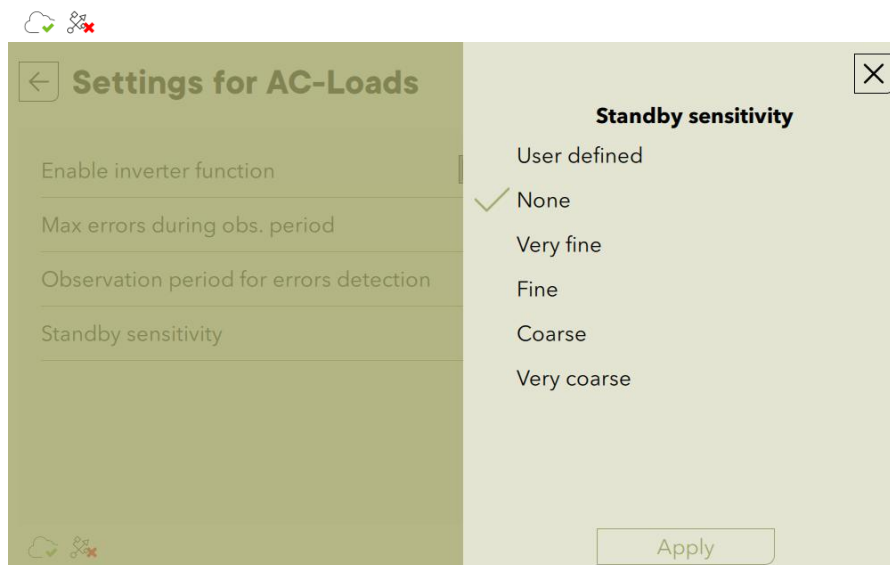 Settings for AC-Loads
Enable inverter function
Max errors during obs. period
Observation period for errors detection
Standby sensitivity
Standby sensitivity
User defined
None
Very fine
Fine
Coarse
Very coarse
Apply